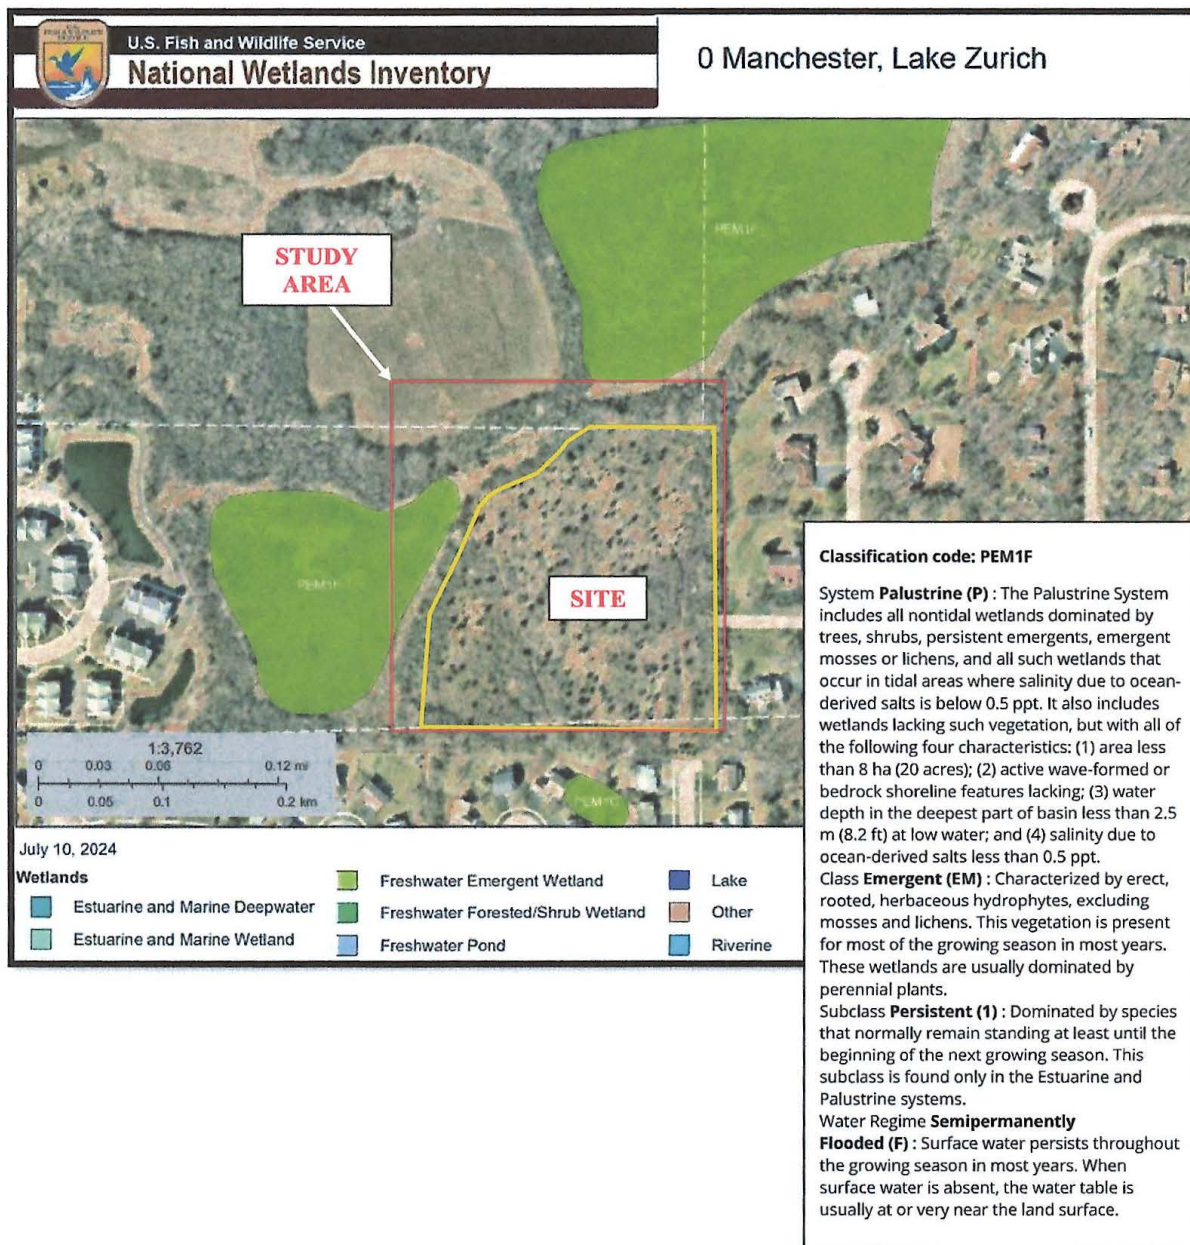 U.S. Fish and Wildlife Service
National Wetlands Inventory
0 Manchester, Lake Zurich
PEM1F
STUDY
AREA
PEM1F
SITE
1:3,762
0 0.03 0.06 0.12 mi
0 0.05 0.1 0.2 km
July 10, 2024
Wetlands
Estuarine and Marine Deepwater
Estuarine and Marine Wetland
Freshwater Emergent Wetland
Freshwater Forested/Shrub Wetland
Freshwater Pond
Lake
Other
Riverine
Classification code: PEM1F
System Palustrine (P) : The Palustrine System
includes all nontidal wetlands dominated by
trees, shrubs, persistent emergents, emergent
mosses or lichens, and all such wetlands that
occur in tidal areas where salinity due to ocean-
derived salts is below 0.5 ppt. It also includes
wetlands lacking such vegetation, but with all of
the following four characteristics: (1) area less
than 8 ha (20 acres); (2) active wave-formed or
bedrock shoreline features lacking; (3) water
depth in the deepest part of basin less than 2.5
m (8.2 ft) at low water; and (4) salinity due to
ocean-derived salts less than 0.5 ppt.
Class Emergent (EM) : Characterized by erect,
rooted, herbaceous hydrophytes, excluding
mosses and lichens. This vegetation is present
for most of the growing season in most years.
These wetlands are usually dominated by
perennial plants.
Subclass Persistent (1) : Dominated by species
that normally remain standing at least until the
beginning of the next growing season. This
subclass is found only in the Estuarine and
Palustrine systems.
Water Regime Semipermanently
Flooded (F) : Surface water persists throughout
the growing season in most years. When
surface water is absent, the water table is
usually at or very near the land surface.